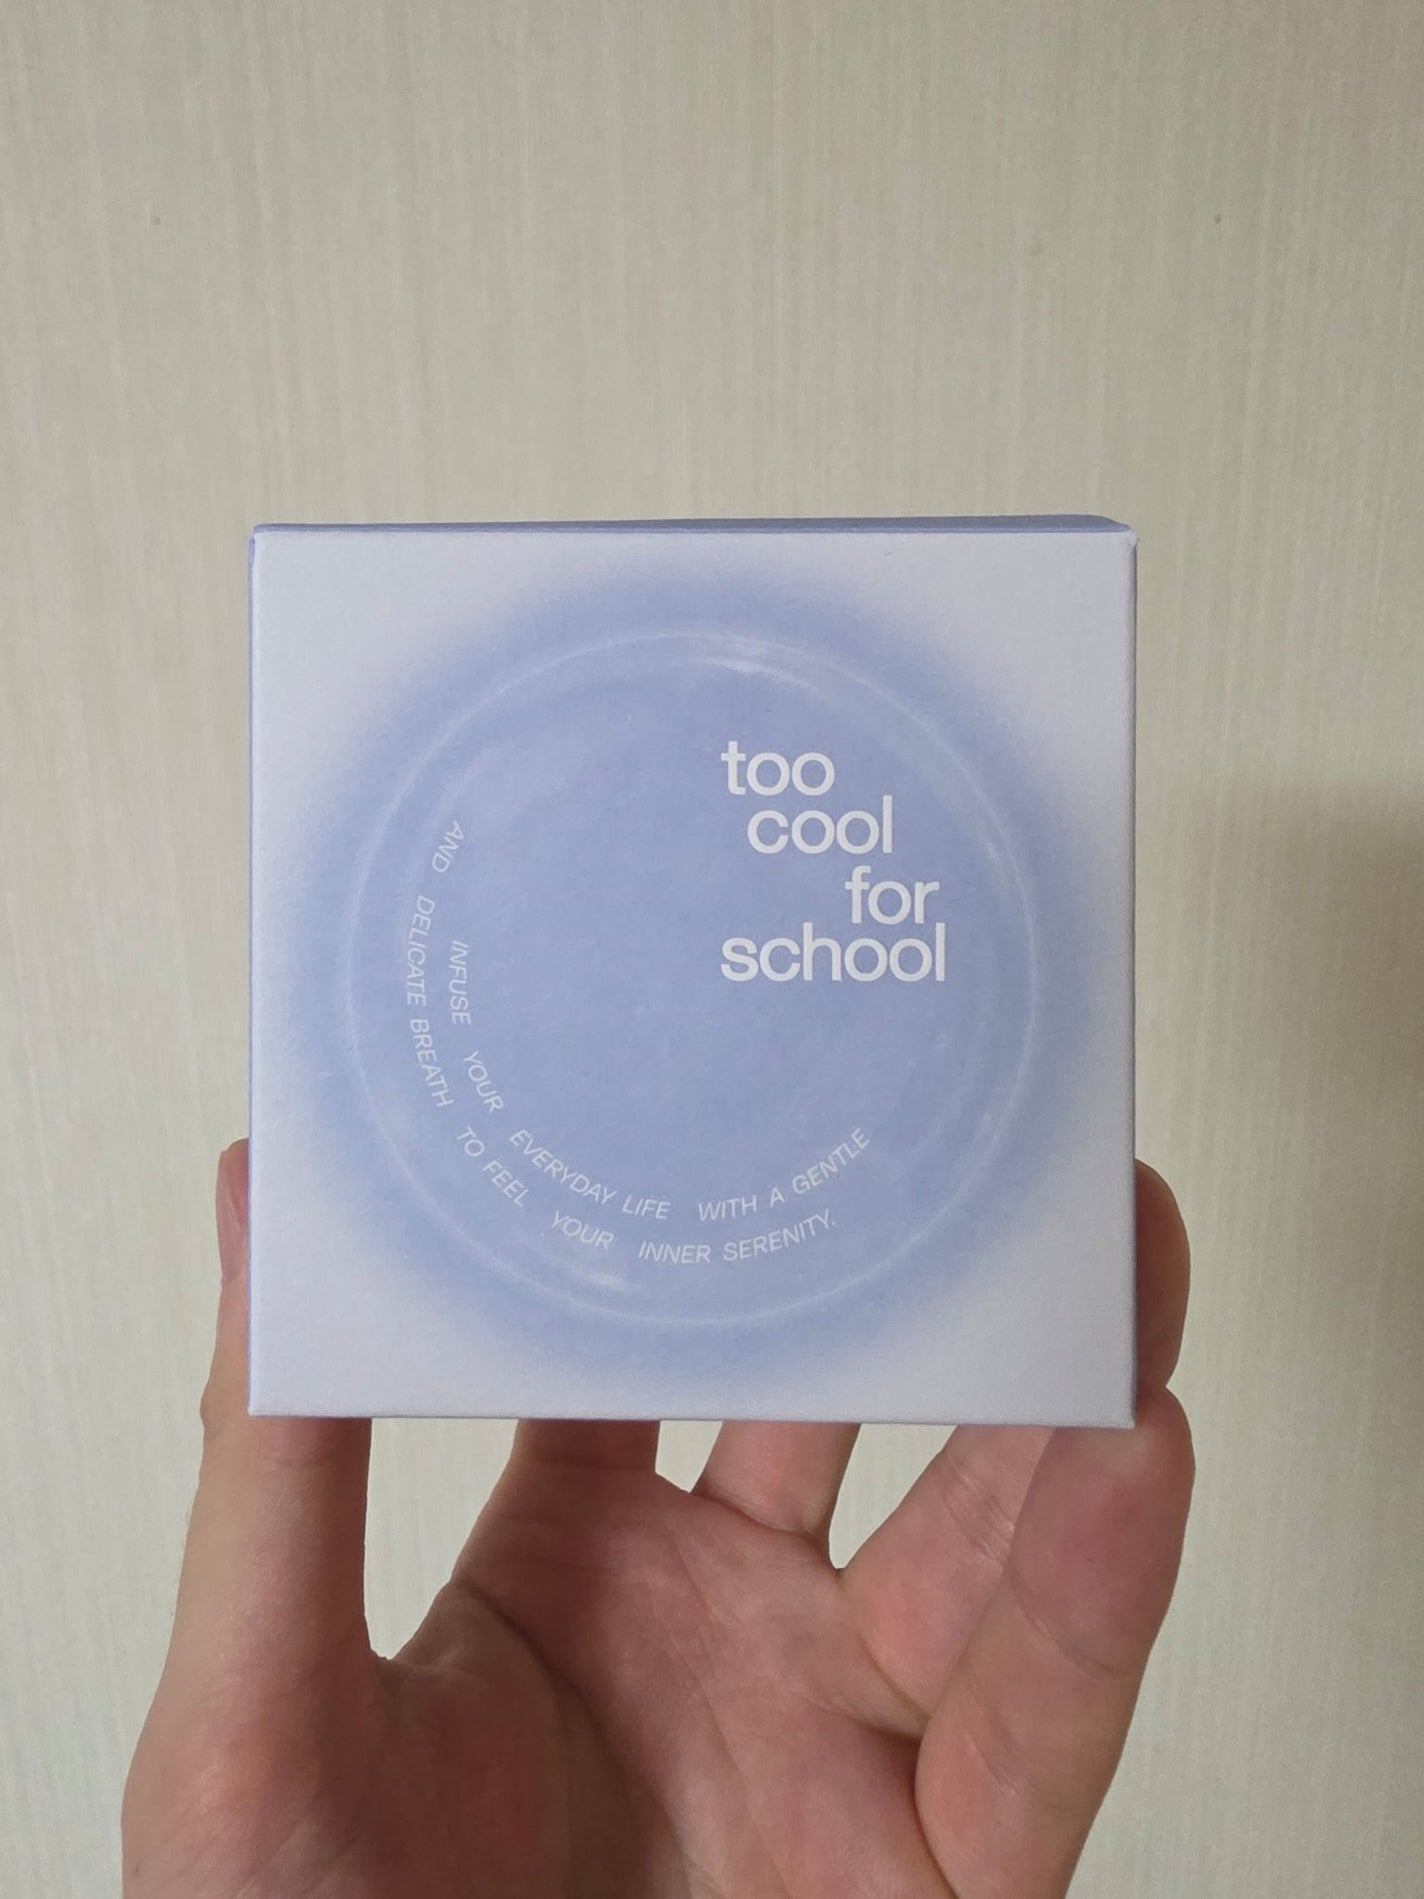 too
cool
for
school
INFUSE YOUR EVERYDAY LIFE WITH A GENTLE
AND DELICATE BREATH TO FEEL YOUR INNER SERENITY.